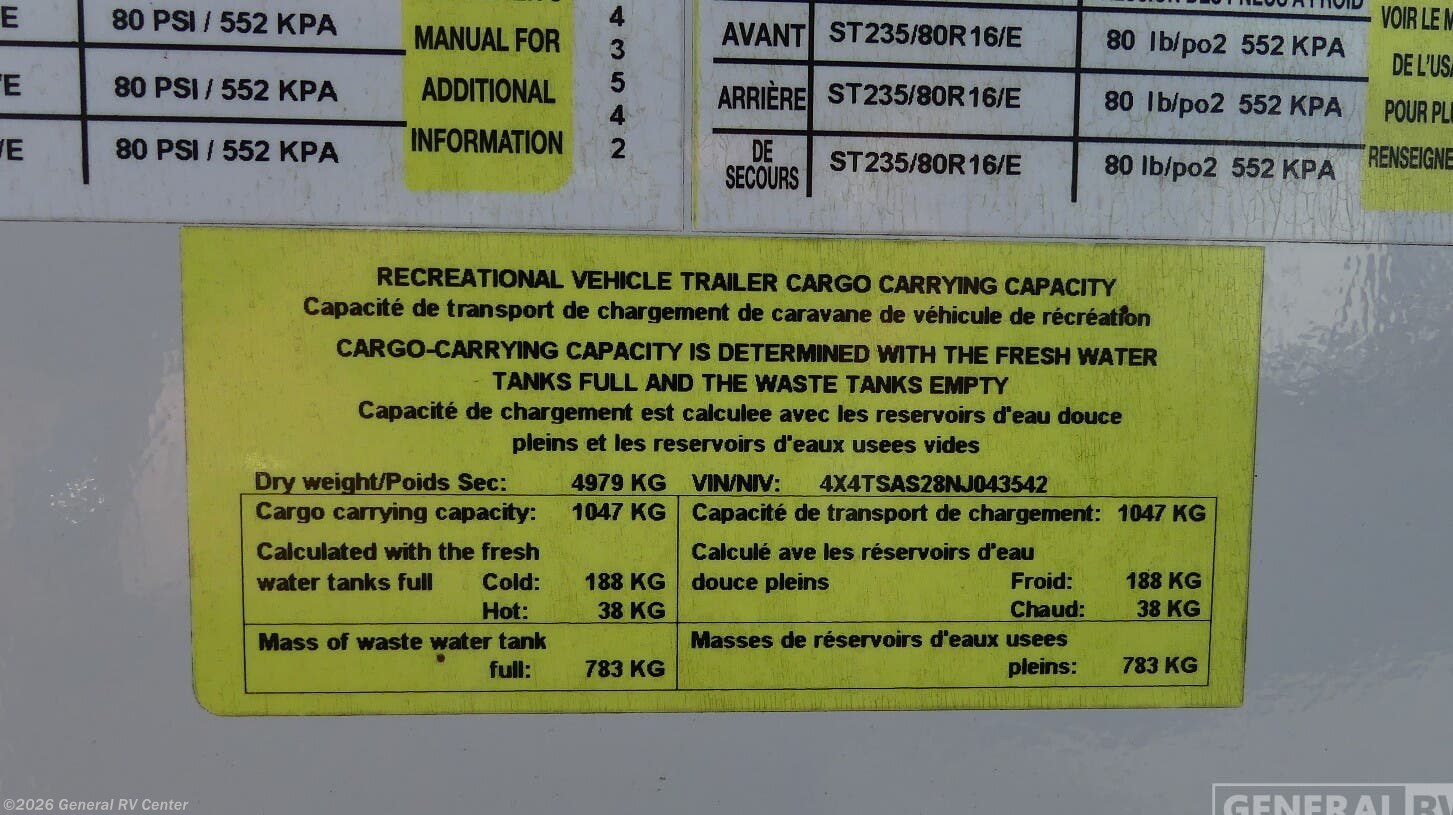 E 80 PSI / 552 KPA
MANUAL FOR
/E 80 PSI / 552 KPA
ADDITIONAL
/E 80 PSI / 552 KPA
INFORMATION
4
3
5
4
2
AVANT ST235/80R16/E 80 lb/po2 552 KPA
ARRIÈRE ST235/80R16/E 80 lb/po2 552 KPA
DE
SECOURS ST235/80R16/E 80 lb/po2 552 KPA
VOIR LE
DE L'USA
POUR PL
RENSEIGNE
RECREATIONAL VEHICLE TRAILER CARGO CARRYING CAPACITY
Capacité de transport de chargement de caravane de véhicule de récréation
CARGO-CARRYING CAPACITY IS DETERMINED WITH THE FRESH WATER
TANKS FULL AND THE WASTE TANKS EMPTY
Capacité de chargement est calculee avec les reservoirs d'eau douce
pleins et les reservoirs d'eaux usees vides
Dry weight/Poids Sec: 4979 KG VIN/NIV: 4X4TSAS28NJ043542
Cargo carrying capacity: 1047 KG Capacité de transport de chargement: 1047 KG
Calculated with the fresh Calculé ave les réservoirs d'eau
water tanks full Cold: 188 KG douce pleins Froid: 188 KG
Hot: 38 KG Chaud: 38 KG
Mass of waste water tank Masses de réservoirs d'eaux usees
full: 783 KG pleins: 783 KG
©2026 General RV Center
GENERAL RV